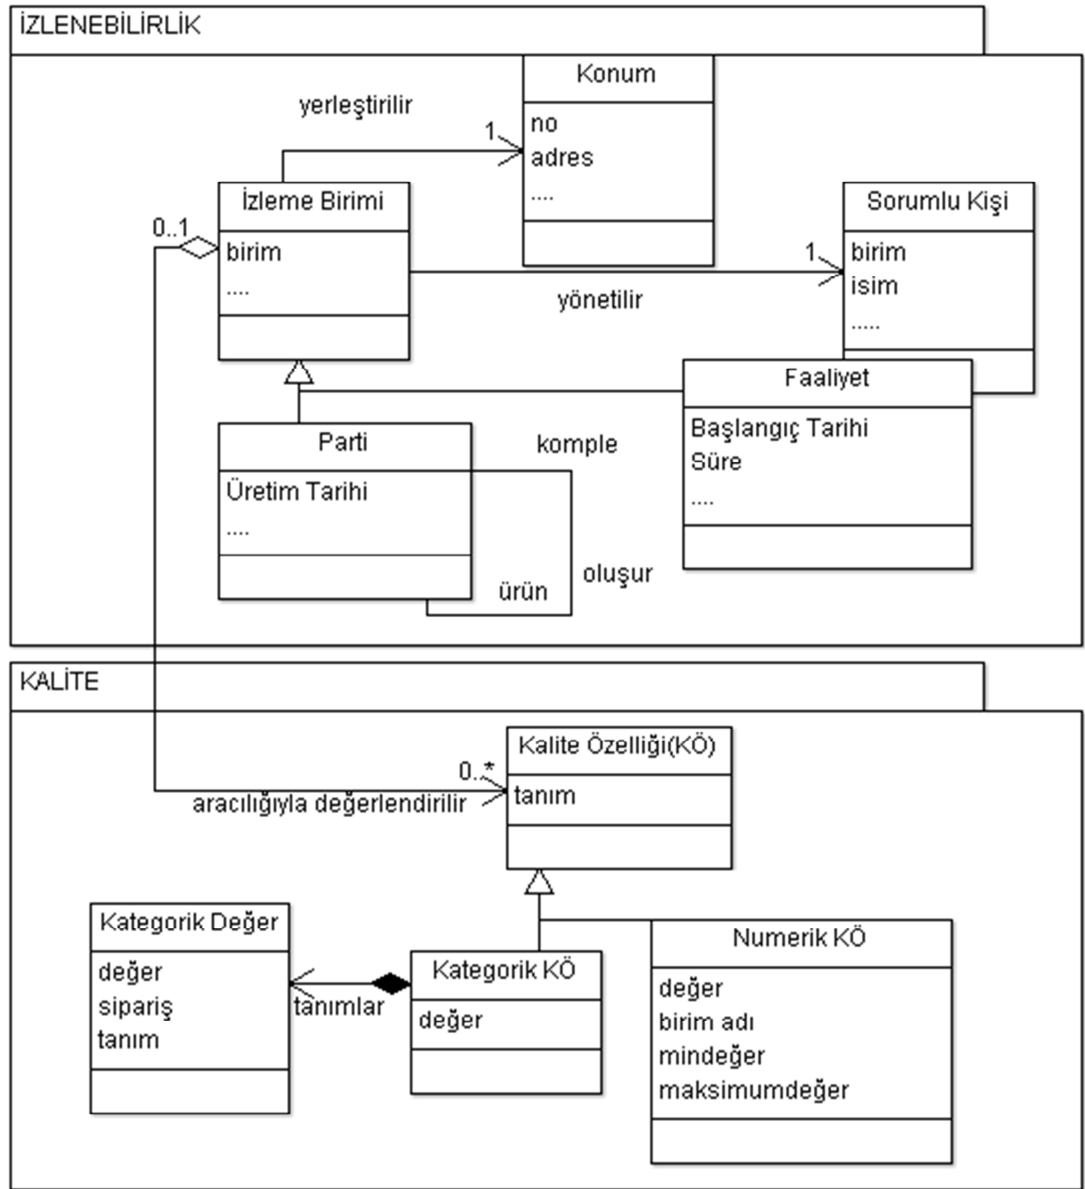 İZLENEBİLİRLİK
Konum
no
adres
....
yerleştirilir
1
İzleme Birimi
birim
....
0..1
Sorumlu Kişi
birim
isim
.....
1
yönetilir
Faaliyet
Başlangıç Tarihi
Süre
....
Parti
Üretim Tarihi
....
komple
oluşur
ürün
KALİTE
Kalite Özelliği(KÖ)
tanım
0..*
aracılığıyla değerlendirilir
Kategorik Değer
değer
sipariş
tanım
tanımlar
Kategorik KÖ
değer
Numerik KÖ
değer
birim adı
mindeğer
maksimumdeğer